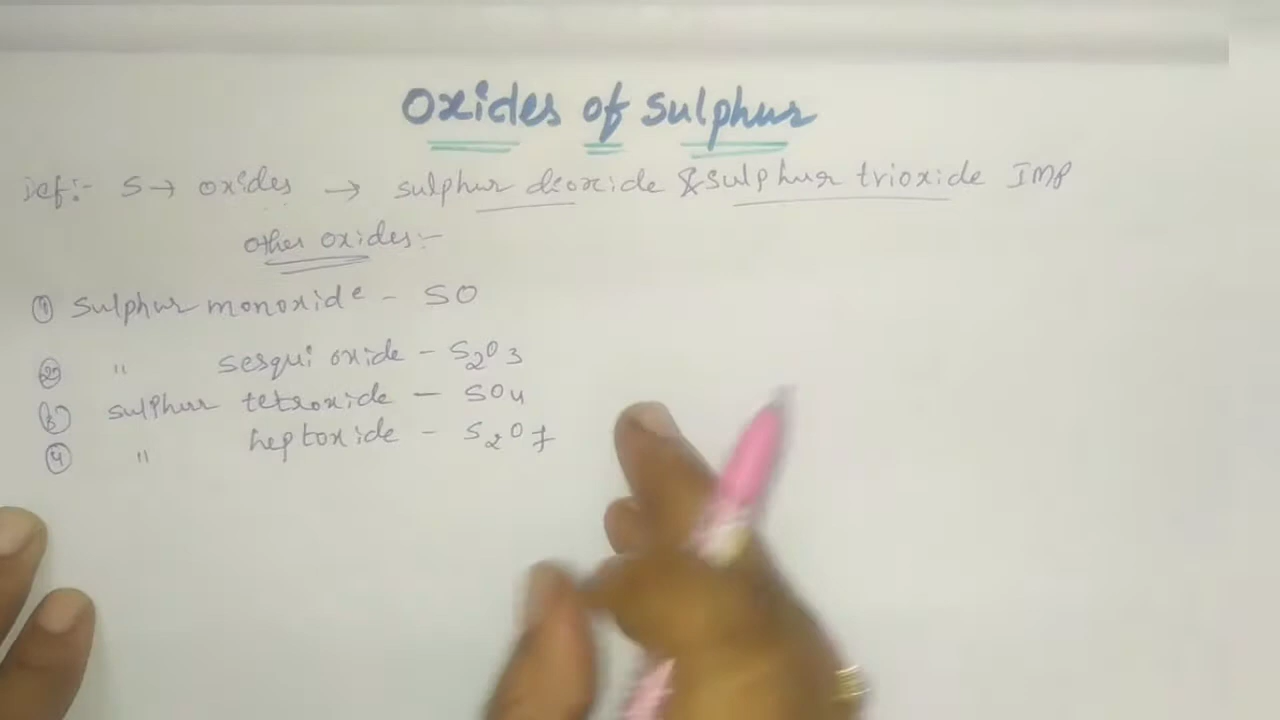 Oxides of Sulphur
Def:- S → oxides → sulphur dioxide & sulphur trioxide IMP
Other oxides:-
① Sulphur monoxide - SO
② " sesqui oxide - S₂O₃
③ sulphur tetroxide - SO₄
④ " heptoxide - S₂O₇